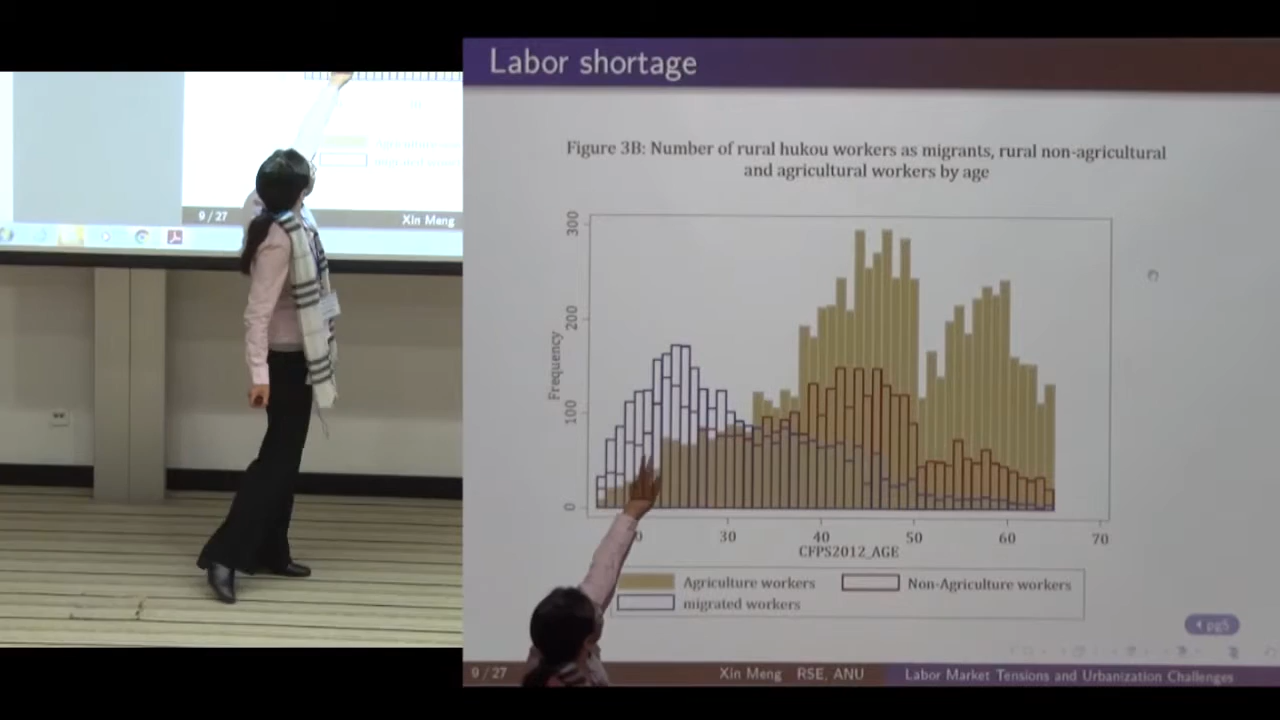 9 / 27
Xin Meng
Labor shortage
Figure 3B: Number of rural hukou workers as migrants, rural non-agricultural
and agricultural workers by age
Frequency
300
200
100
0
30
40
50
60
70
CFPS2012_AGE
Agriculture workers
Non-Agriculture workers
migrated workers
pg5
9 / 27
Xin Meng RSE, ANU
Labor Market Tensions and Urbanization Challenges